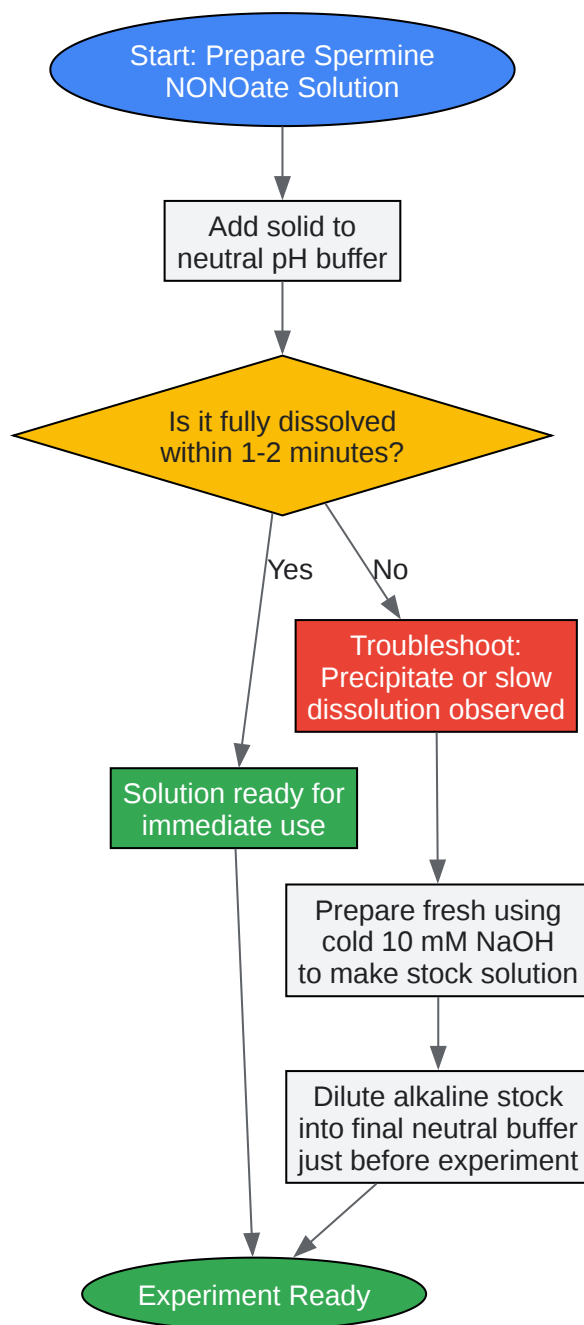 Start: Prepare Spermine
NONOate Solution
Add solid to
neutral pH buffer
Is it fully dissolved
within 1-2 minutes?
Yes
No
Troubleshoot:
Precipitate or slow
dissolution observed
Solution ready for
immediate use
Prepare fresh using
cold 10 mM NaOH
to make stock solution
Dilute alkaline stock
into final neutral buffer
just before experiment
Experiment Ready